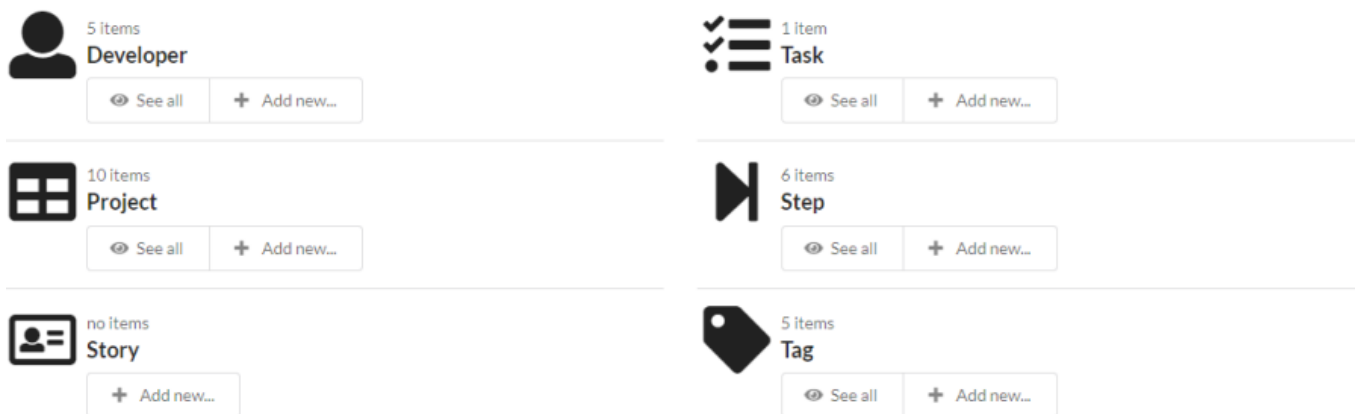 5 items
Developer
See all
Add new...
1 item
Task
See all
Add new...
10 items
Project
See all
Add new...
6 items
Step
See all
Add new...
no items
Story
Add new...
5 items
Tag
See all
Add new...